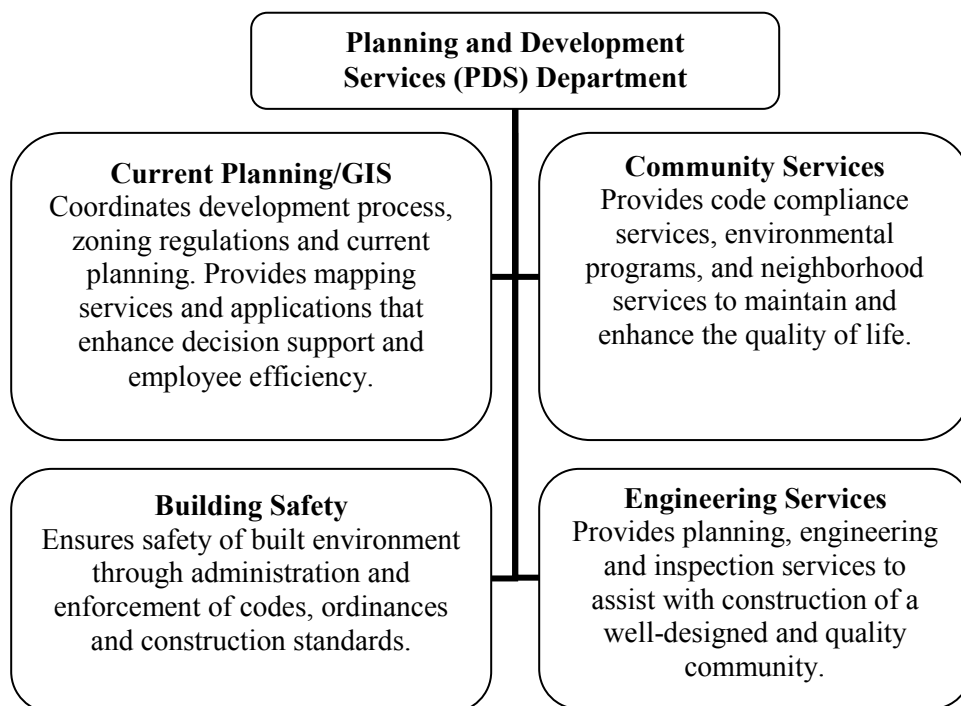 Planning and Development
Services (PDS) Department
Current Planning/GIS
Coordinates development process,
zoning regulations and current
planning. Provides mapping
services and applications that
enhance decision support and
employee efficiency.
Community Services
Provides code compliance
services, environmental
programs, and neighborhood
services to maintain and
enhance the quality of life.
Building Safety
Ensures safety of built environment
through administration and
enforcement of codes, ordinances
and construction standards.
Engineering Services
Provides planning, engineering
and inspection services to
assist with construction of a
well-designed and quality
community.